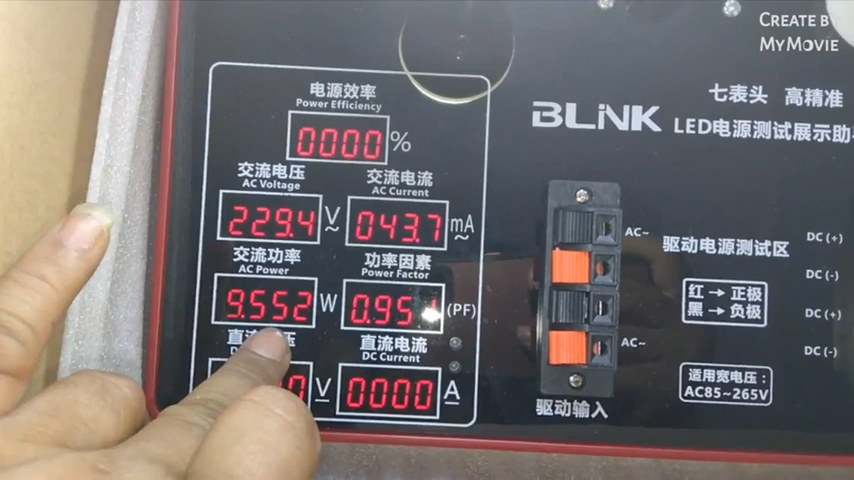 CREATE B
MYMOVIE
电源效率
Power Efficiency
0000 %
交流电压
AC Voltage
229.4 V~
交流电流
AC Current
043.7 mA~
交流功率
AC Power
9.552 W
功率因素
Power Factor
0.951 (PF)
直流 压
D
0 V
直流电流
DC Current
0000 A
七表头 高精准
BLiNK LED电源测试展示助
AC~
AC~
驱动输入
驱动电源测试区
红→正极
黑→负极
适用宽电压:
AC85~265V
DC (+)
DC (-)
DC (+)
DC (-)